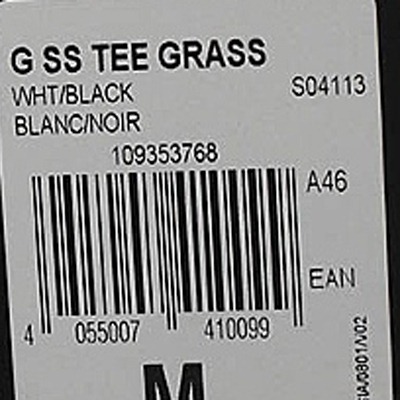 G SS TEE GRASS
WHT/BLACK S04113
BLANC/NOIR
109353768
A46
EAN
4 055007 410099
M